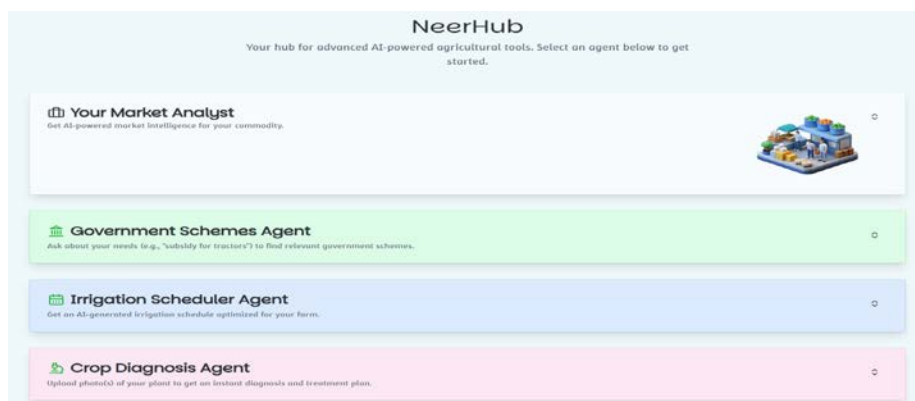 NeerHub
Your hub for advanced AI-powered agricultural tools. Select an agent below to get
started.
Your Market Analyst
Get AI-powered market intelligence for your commodity.
Government Schemes Agent
Ask about your needs (e.g., "subsidy for tractors") to find relevant government schemes.
Irrigation Scheduler Agent
Get an AI-generated irrigation schedule optimized for your farm.
Crop Diagnosis Agent
Upload photo(s) of your plant to get an instant diagnosis and treatment plan.